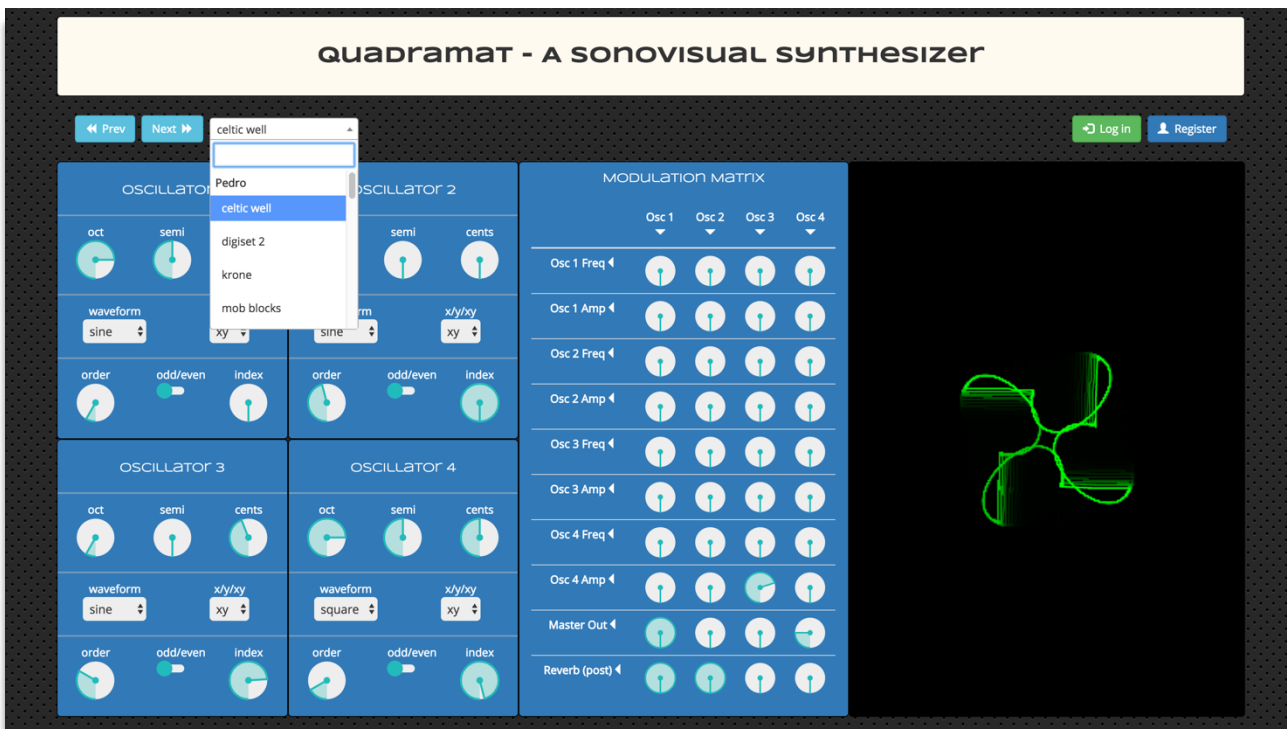 Quadramat - A sonovisual synthesizer
Prev Next celtic well Log in Register
Pedro
celtic well
digiset 2
krone
mob blocks
oscillator 2
oct semi semi cents
waveform x/y/xy
sine xy sine xy
order odd/even index order odd/even index
oscillator 3 oscillator 4
oct semi cents oct semi cents
waveform x/y/xy waveform x/y/xy
sine xy square xy
order odd/even index order odd/even index
modulation matrix
Osc 1 Osc 2 Osc 3 Osc 4
Osc 1 Freq
Osc 1 Amp
Osc 2 Freq
Osc 2 Amp
Osc 3 Freq
Osc 3 Amp
Osc 4 Freq
Osc 4 Amp
Master Out
Reverb (post)